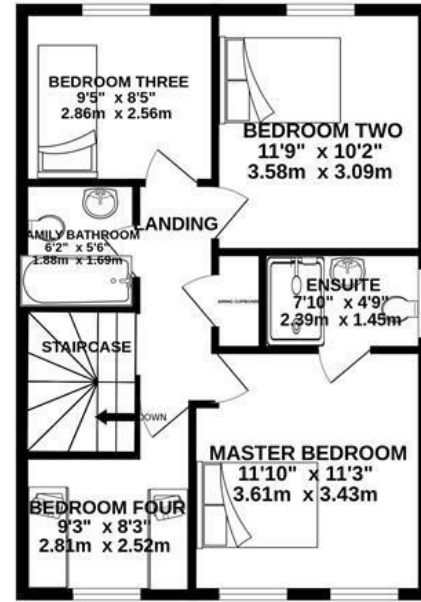 BEDROOM THREE
9'5" x 8'5"
2.86m x 2.56m
BEDROOM TWO
11'9" x 10'2"
3.58m x 3.09m
LANDING
AMILY BATHROOM
6'2" x 5'6"
1.88m x 1.69m
ENSUITE
7'10" x 4'9"
2.39m x 1.45m
AIRING CUPBOARD
STAIRCASE
DOWN
MASTER BEDROOM
11'10" x 11'3"
3.61m x 3.43m
BEDROOM FOUR
9'3" x 8'3"
2.81m x 2.52m